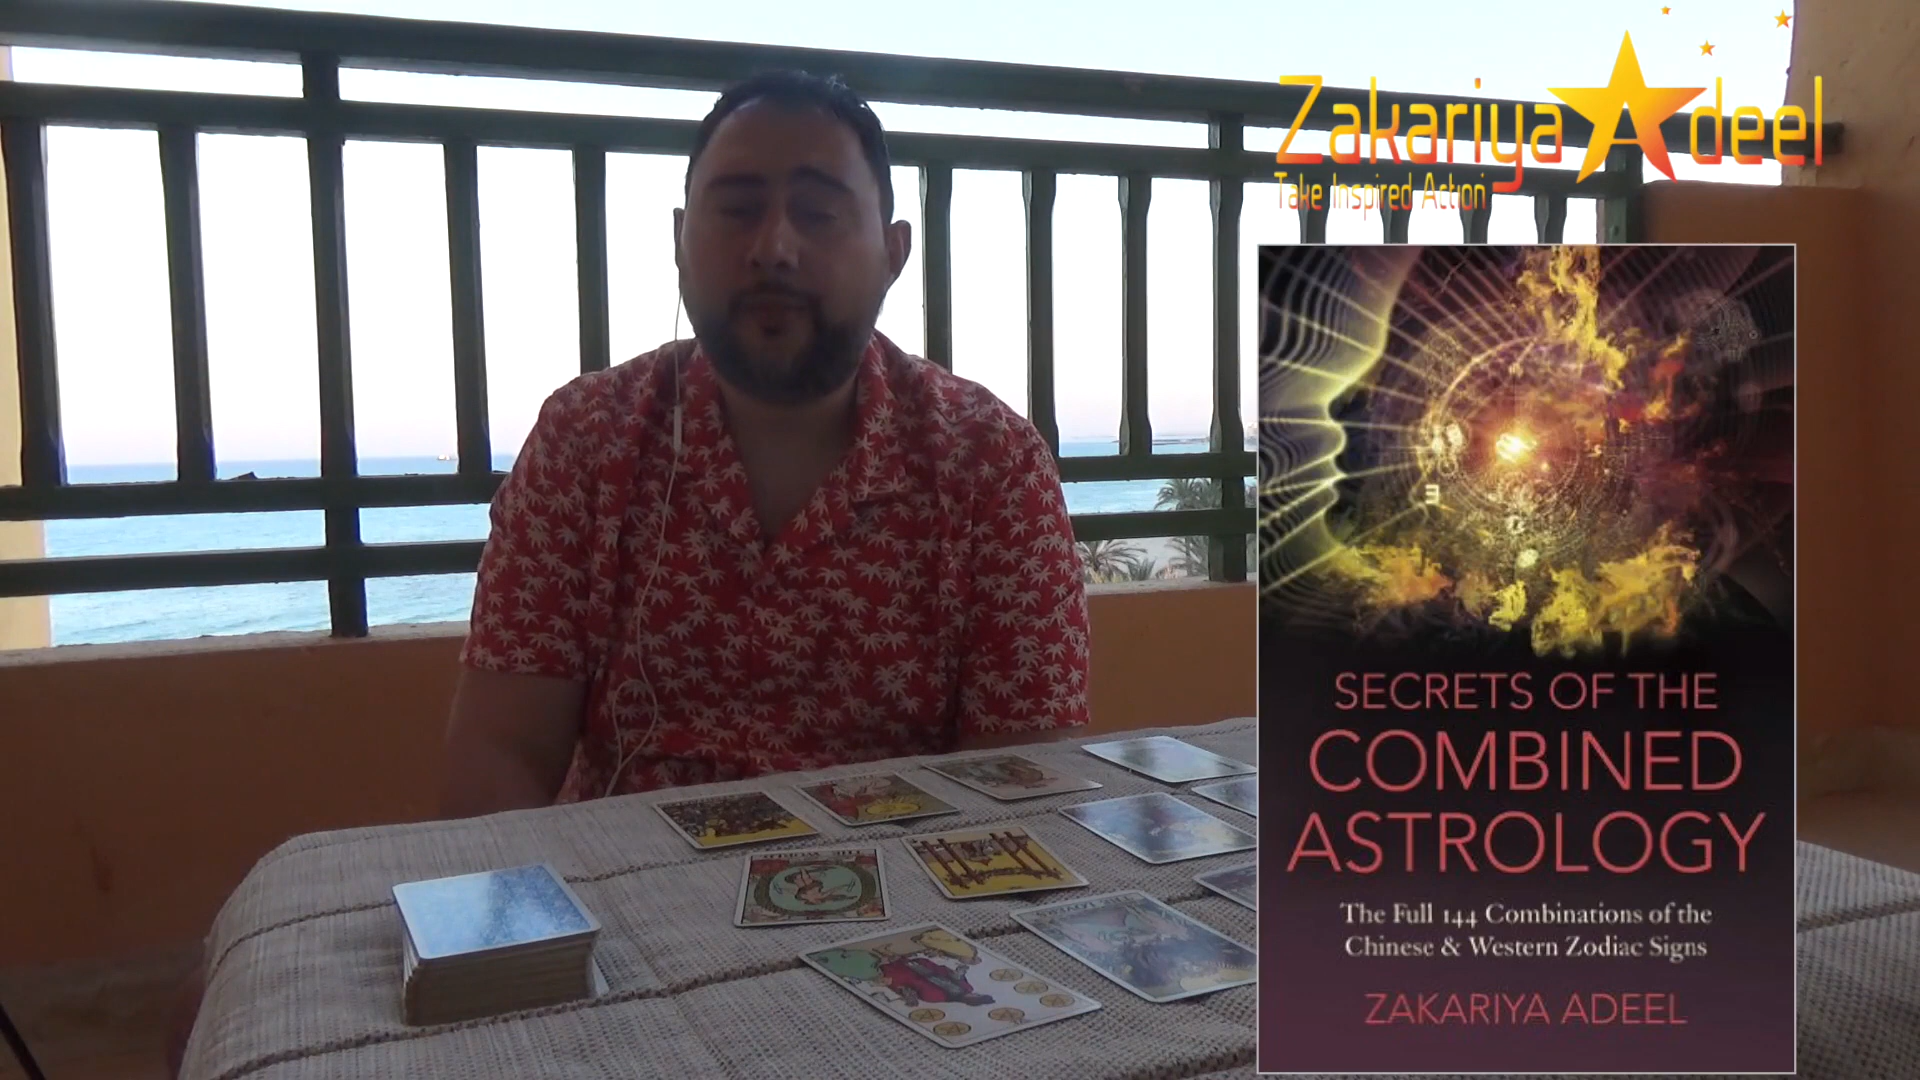 Zakariya Adeel
Take Inspired Action
SECRETS OF THE
COMBINED
ASTROLOGY
The Full 144 Combinations of the
Chinese & Western Zodiac Signs
ZAKARIYA ADEEL